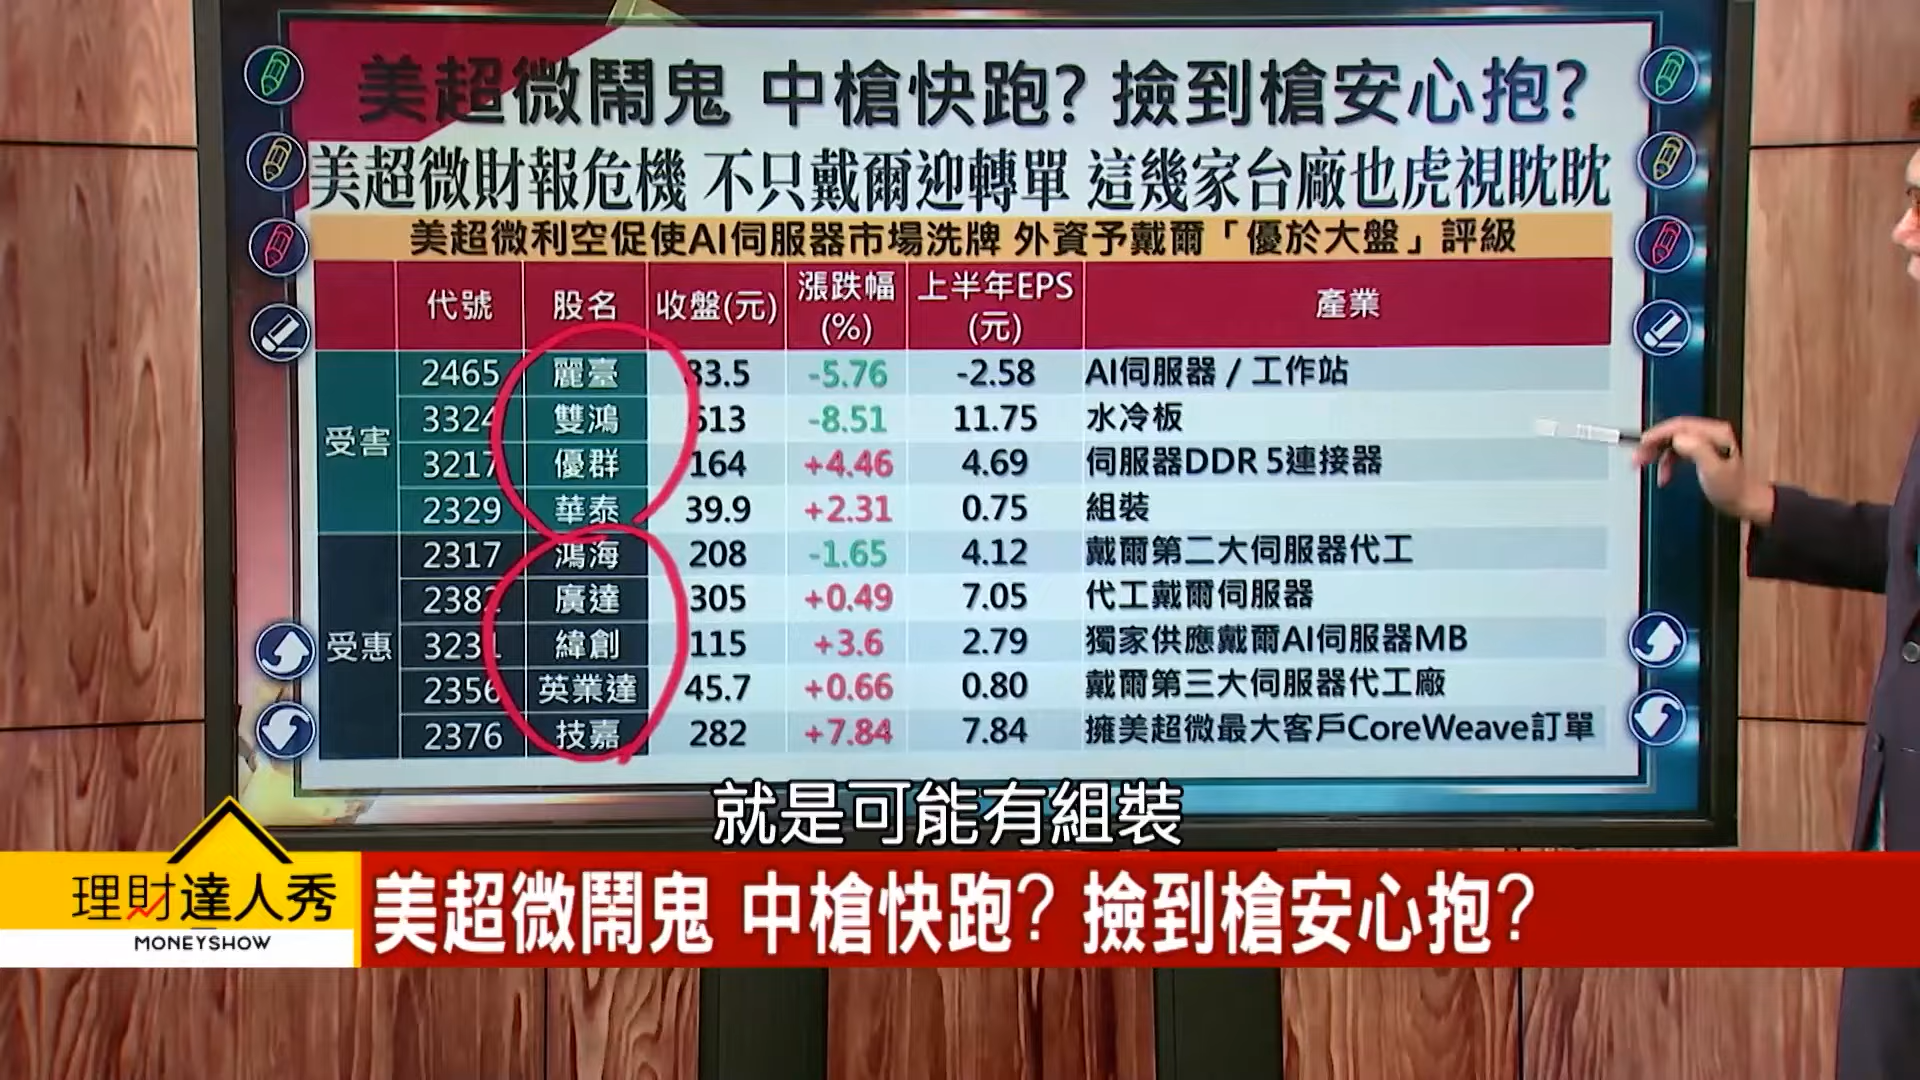 美超微鬧鬼 中槍快跑? 撿到槍安心抱?
美超微財報危機 不只戴爾迎轉單 這幾家台廠也虎視眈眈
美超微利空促使AI伺服器市場洗牌 外資予戴爾「優於大盤」評級
代號 股名 收盤(元) 漲跌幅(%) 上半年EPS(元) 產業
受害
2465 麗臺 83.5 -5.76 -2.58 AI伺服器 / 工作站
3324 雙鴻 613 -8.51 11.75 水冷板
3217 優群 164 +4.46 4.69 伺服器DDR 5連接器
2329 華泰 39.9 +2.31 0.75 組裝
受惠
2317 鴻海 208 -1.65 4.12 戴爾第二大伺服器代工
2382 廣達 305 +0.49 7.05 代工戴爾伺服器
3231 緯創 115 +3.6 2.79 獨家供應戴爾AI伺服器MB
2356 英業達 45.7 +0.66 0.80 戴爾第三大伺服器代工廠
2376 技嘉 282 +7.84 7.84 擁美超微最大客戶CoreWeave訂單
就是可能有組裝
理財達人秀
MONEYSHOW
美超微鬧鬼 中槍快跑? 撿到槍安心抱?